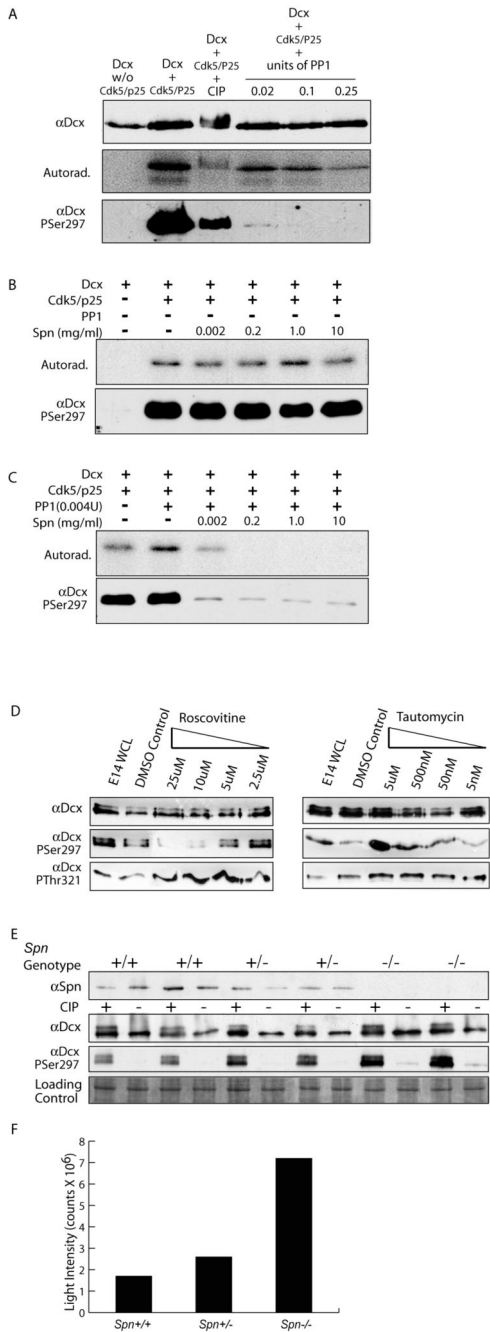 A
Dcx
w/o
Cdk5/p25
Dcx
+
Cdk5/P25
Dcx
+
Cdk5/P25
+
CIP
Dcx
+
Cdk5/P25
+
units of PP1
0.02 0.1 0.25
αDcx
Autorad.
αDcx
PSer297
B
Dcx + + + + + +
Cdk5/p25 - + + + + +
PP1 - - - - - -
Spn (mg/ml) - - 0.002 0.2 1.0 10
Autorad.
αDcx
PSer297
C
Dcx + + + + + +
Cdk5/p25 + + + + + +
PP1(0.004U) - + + + + +
Spn (mg/ml) - - 0.002 0.2 1.0 10
Autorad.
αDcx
PSer297
D
Roscovitine
E14 WCL
DMSO Control
25uM
10uM
5uM
2.5uM
Tautomycin
E14 WCL
DMSO Control
5uM
500nM
50nM
5nM
αDcx
αDcx
PSer297
αDcx
PThr321
E
Spn
Genotype +/+ +/+ +/- +/- -/- -/-
αSpn
CIP + - + - + - + - + - + -
αDcx
αDcx
PSer297
Loading
Control
F
Light Intensity (counts X 10⁶)
8
7
6
5
4
3
2
1
0
Spn+/+ Spn+/- Spn-/-